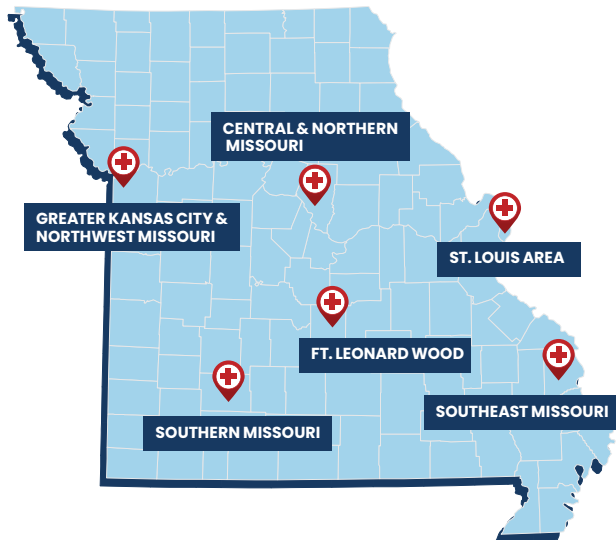 CENTRAL & NORTHERN
MISSOURI
GREATER KANSAS CITY &
NORTHWEST MISSOURI
ST. LOUIS AREA
FT. LEONARD WOOD
SOUTHEAST MISSOURI
SOUTHERN MISSOURI